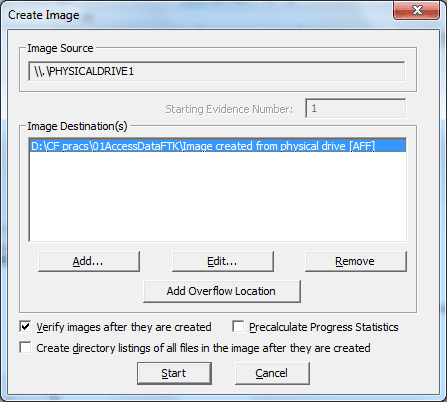 Create Image
Image Source
\\.\PHYSICALDRIVE1
Starting Evidence Number: 1
Image Destination(s)
D:\CF pracs\01AccessDataFTK\Image created from physical drive [AFF]
Add... Edit... Remove
Add Overflow Location
Verify images after they are created Precalculate Progress Statistics
Create directory listings of all files in the image after they are created
Start Cancel